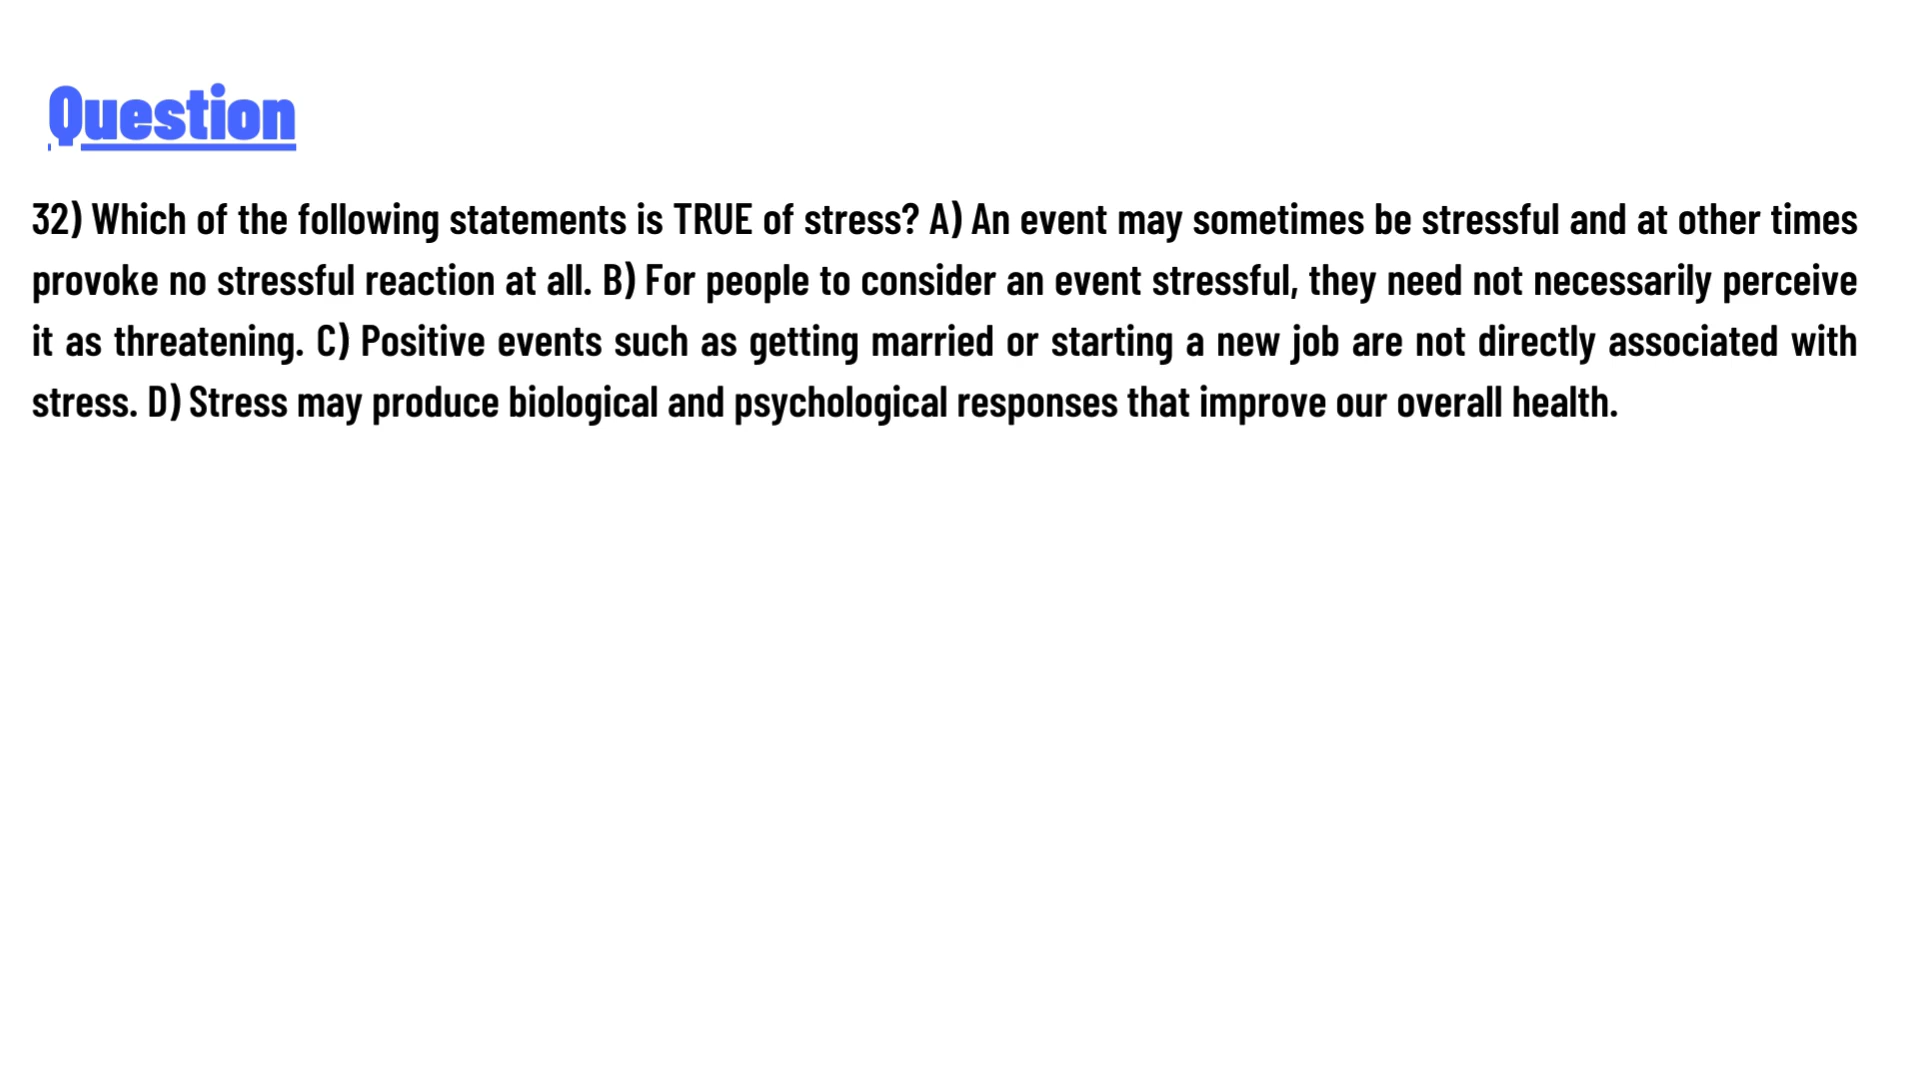 Question
32) Which of the following statements is TRUE of stress? A) An event may sometimes be stressful and at other times
provoke no stressful reaction at all. B) For people to consider an event stressful, they need not necessarily perceive
it as threatening. C) Positive events such as getting married or starting a new job are not directly associated with
stress. D) Stress may produce biological and psychological responses that improve our overall health.